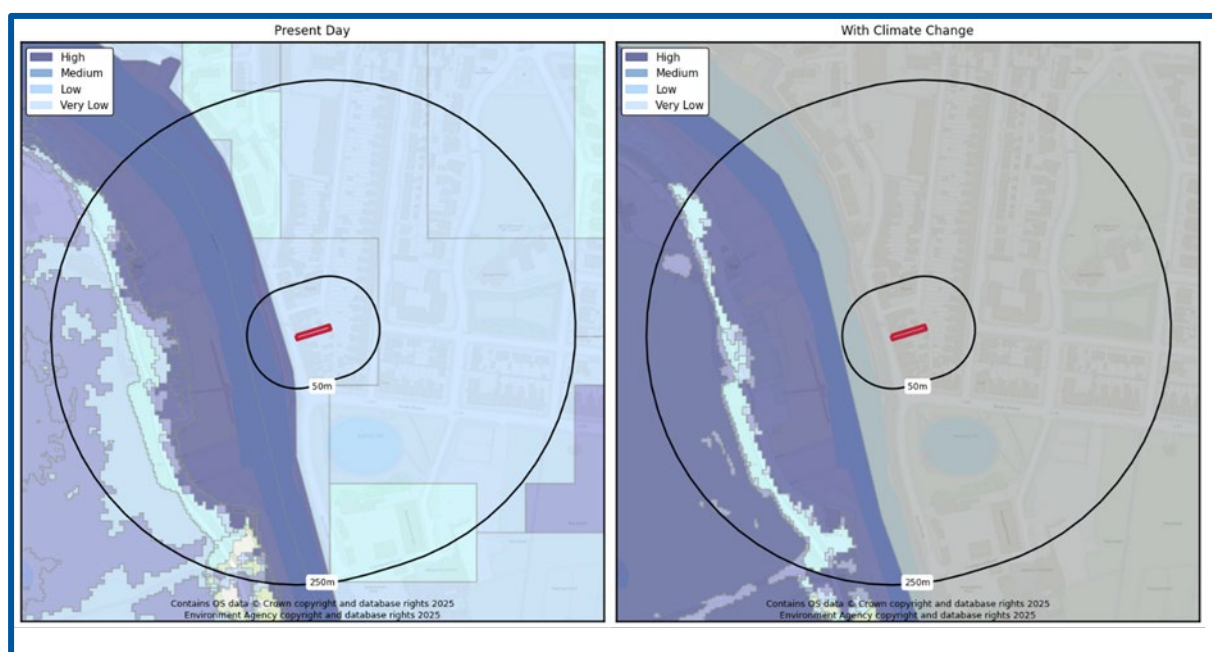 Present Day
High
Medium
Low
Very Low
50m
250m
Contains OS data © Crown copyright and database rights 2025
Environment Agency copyright and database rights 2025
With Climate Change
High
Medium
Low
Very Low
50m
250m
Contains OS data © Crown copyright and database rights 2025
Environment Agency copyright and database rights 2025